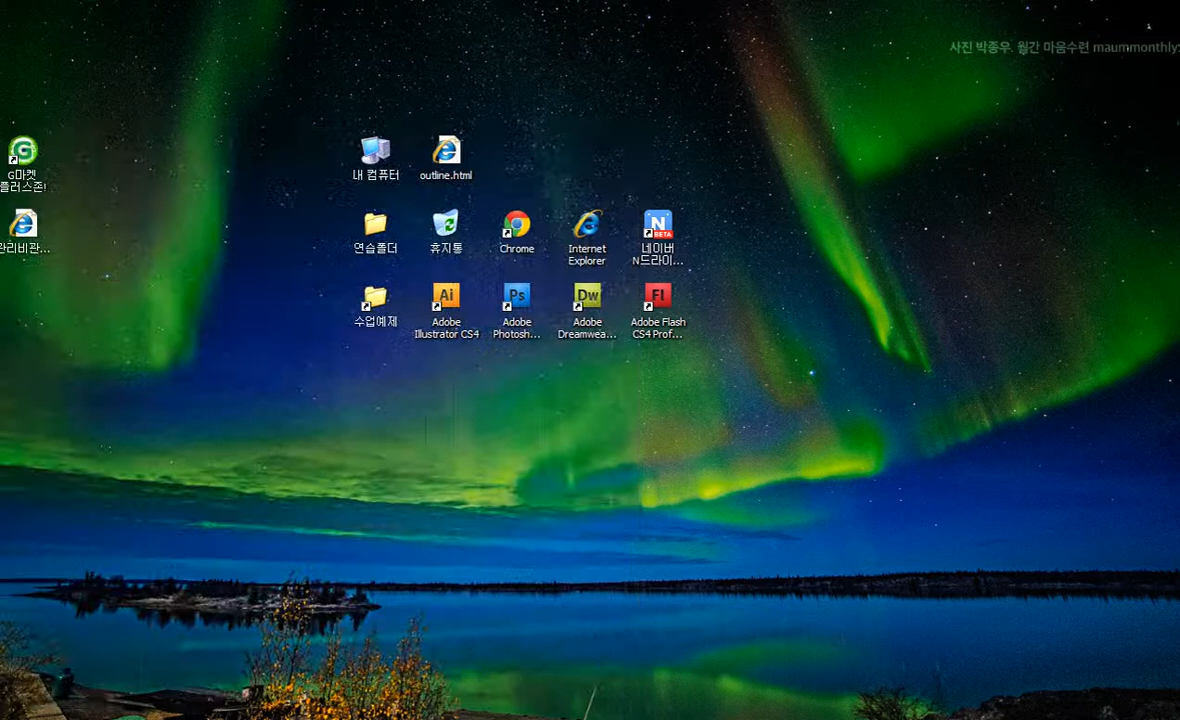 사진 박종우. 월간 마음수련 maummonthly
G마켓
플러스존!
내 컴퓨터
outline.html
관리비관...
연습폴더
휴지통
Chrome
Internet
Explorer
네이버
N드라이...
BETA
수업예제
Ai
Adobe
Illustrator CS4
Ps
Adobe
Photosh...
Dw
Adobe
Dreamwea...
Fl
Adobe Flash
CS4 Prof...